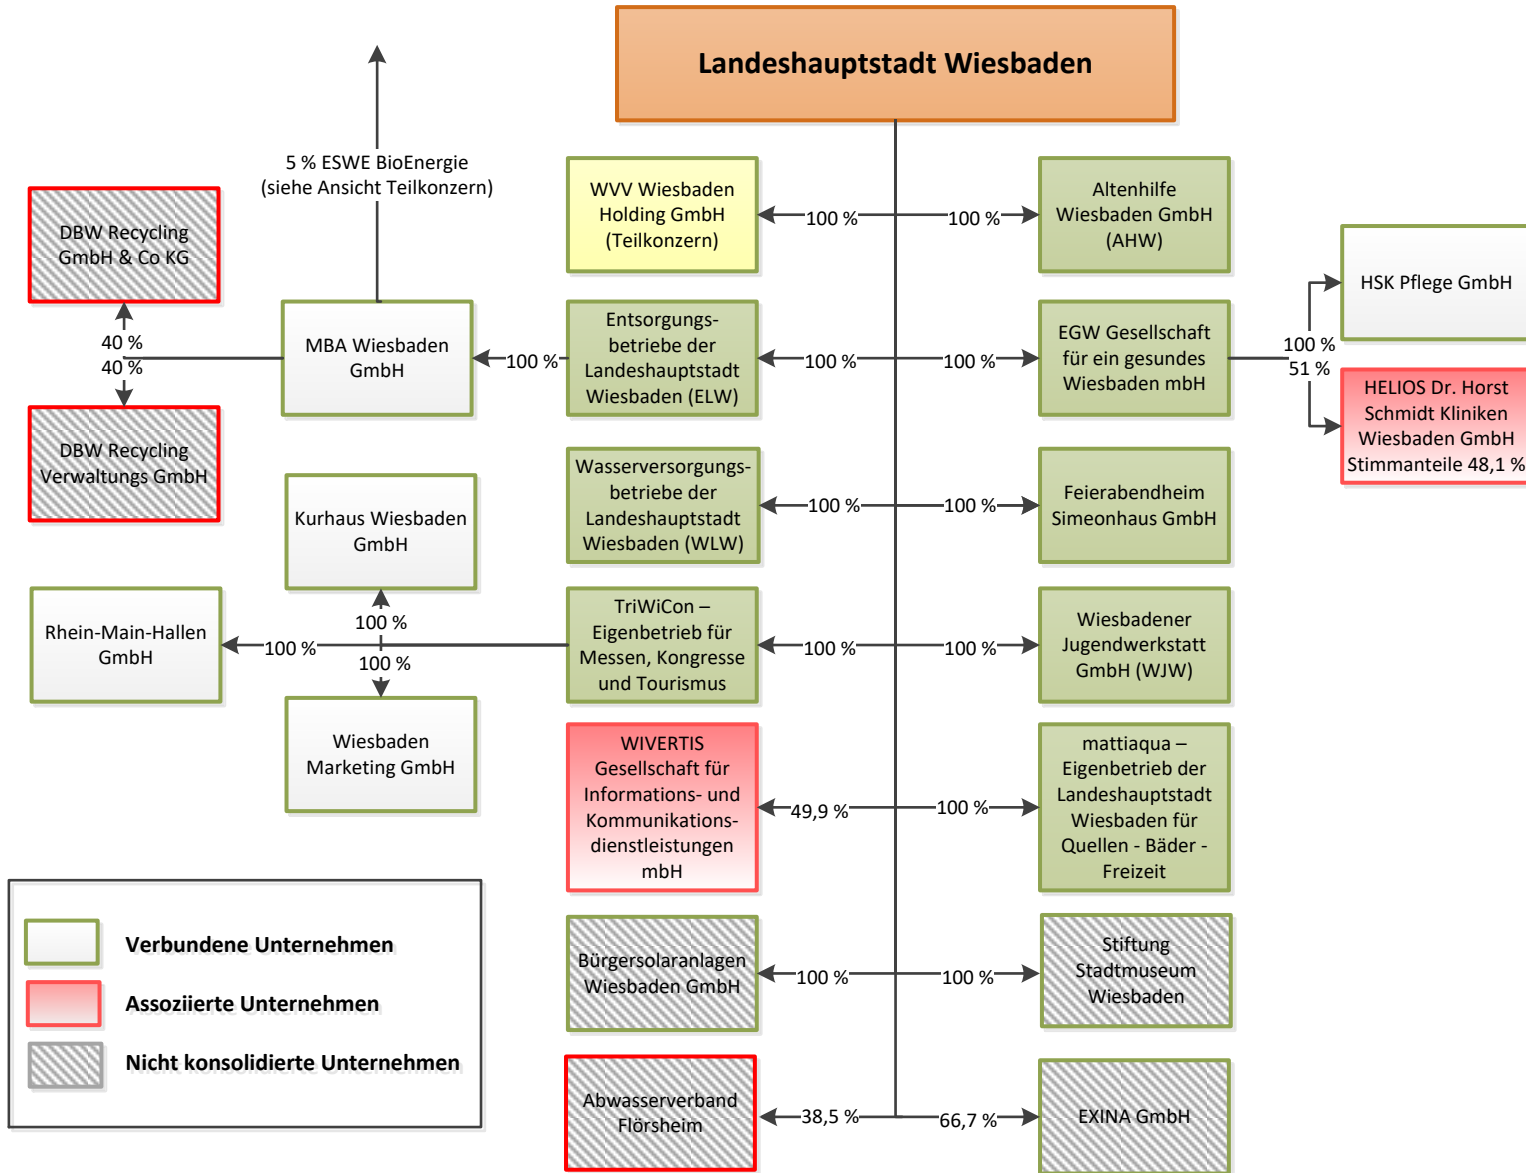 Landeshauptstadt Wiesbaden
5 % ESWE BioEnergie
(siehe Ansicht Teilkonzern)
DBW Recycling
GmbH & Co KG
40 %
40 %
DBW Recycling
Verwaltungs GmbH
MBA Wiesbaden
GmbH
100 %
WVV Wiesbaden
Holding GmbH
(Teilkonzern)
100 %
100 %
Altenhilfe
Wiesbaden GmbH
(AHW)
Entsorgungs-
betriebe der
Landeshauptstadt
Wiesbaden (ELW)
100 %
100 %
EGW Gesellschaft
für ein gesundes
Wiesbaden mbH
100 %
51 %
HSK Pflege GmbH
HELIOS Dr. Horst
Schmidt Kliniken
Wiesbaden GmbH
Stimmanteile 48,1 %
Wasserversorgungs-
betriebe der
Landeshauptstadt
Wiesbaden (WLW)
100 %
100 %
Feierabendheim
Simeonhaus GmbH
Kurhaus Wiesbaden
GmbH
Rhein-Main-Hallen
GmbH
100 %
100 %
100 %
Wiesbaden
Marketing GmbH
TriWiCon –
Eigenbetrieb für
Messen, Kongresse
und Tourismus
100 %
100 %
Wiesbadener
Jugendwerkstatt
GmbH (WJW)
WIVERTIS
Gesellschaft für
Informations- und
Kommunikations-
dienstleistungen
mbH
49,9 %
100 %
mattiaqua –
Eigenbetrieb der
Landeshauptstadt
Wiesbaden für
Quellen - Bäder -
Freizeit
Bürgersolaranlagen
Wiesbaden GmbH
100 %
100 %
Stiftung
Stadtmuseum
Wiesbaden
Abwasserverband
Flörsheim
38,5 %
66,7 %
EXINA GmbH
Verbundene Unternehmen
Assoziierte Unternehmen
Nicht konsolidierte Unternehmen